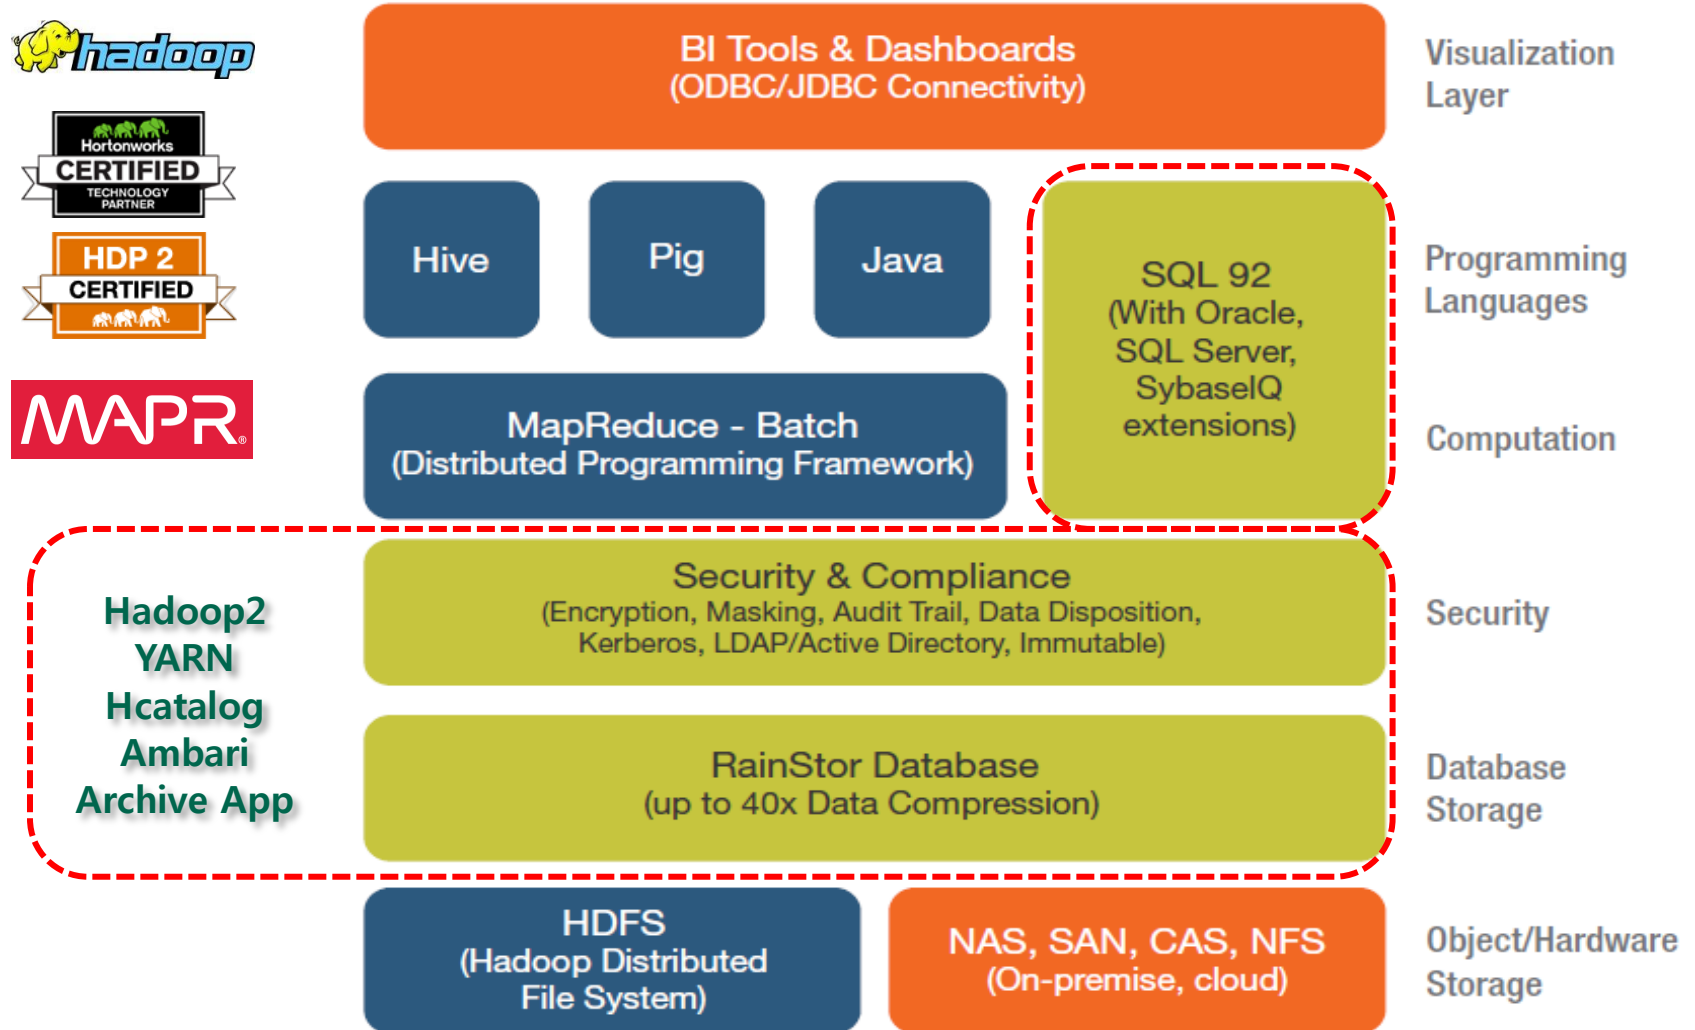 hadoop
Hortonworks
CERTIFIED
TECHNOLOGY
PARTNER
HDP 2
CERTIFIED
MAPR®
BI Tools & Dashboards
(ODBC/JDBC Connectivity)
Visualization
Layer
Hive
Pig
Java
SQL 92
(With Oracle,
SQL Server,
SybaseIQ
extensions)
Programming
Languages
MapReduce - Batch
(Distributed Programming Framework)
Computation
Hadoop2
YARN
Hcatalog
Ambari
Archive App
Security & Compliance
(Encryption, Masking, Audit Trail, Data Disposition,
Kerberos, LDAP/Active Directory, Immutable)
Security
RainStor Database
(up to 40x Data Compression)
Database
Storage
HDFS
(Hadoop Distributed
File System)
NAS, SAN, CAS, NFS
(On-premise, cloud)
Object/Hardware
Storage